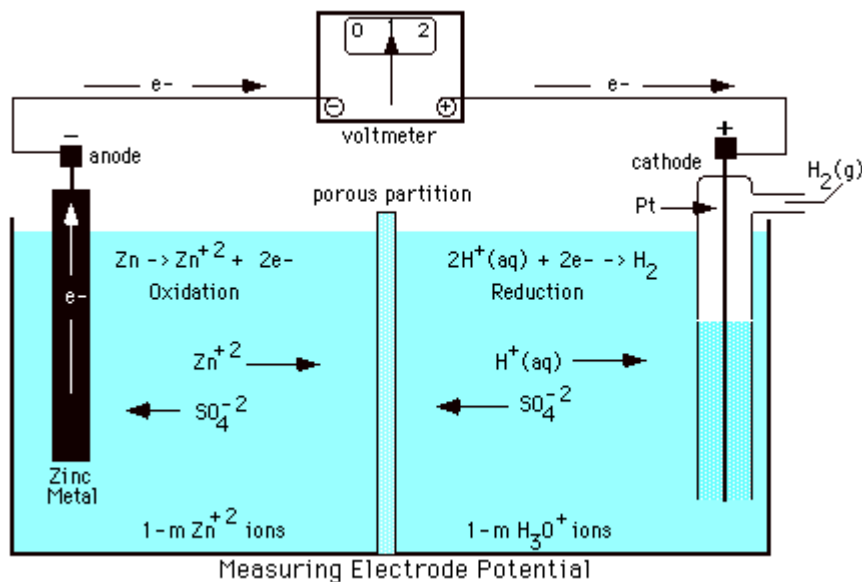 0 1 2
e-
e-
voltmeter
− anode
+ cathode
H₂(g)
Pt
porous partition
Zn -> Zn⁺² + 2e-
Oxidation
2H⁺(aq) + 2e- -> H₂
Reduction
e-
Zn⁺²
SO₄⁻²
H⁺(aq)
SO₄⁻²
Zinc
Metal
1-m Zn⁺² ions
1-m H₃O⁺ ions
Measuring Electrode Potential